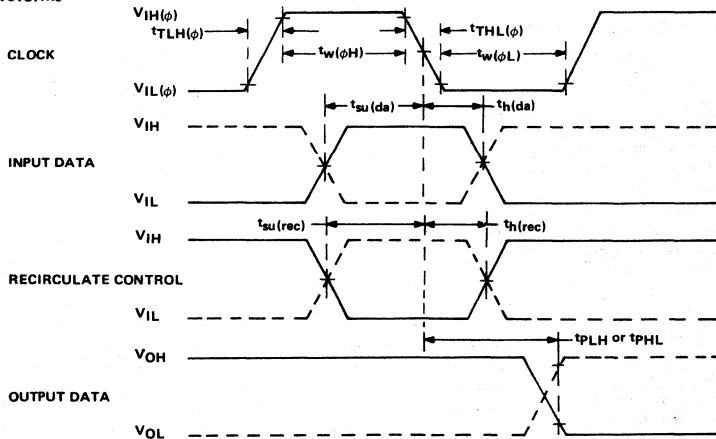 VIH(ϕ)
tTLH(ϕ)
tTHL(ϕ)
CLOCK
tw(ϕH)
tw(ϕL)
VIL(ϕ)
tsu(da)
th(da)
VIH
INPUT DATA
VIL
tsu(rec)
th(rec)
VIH
RECIRCULATE CONTROL
VIL
tPLH or tPHL
VOH
OUTPUT DATA
VOL